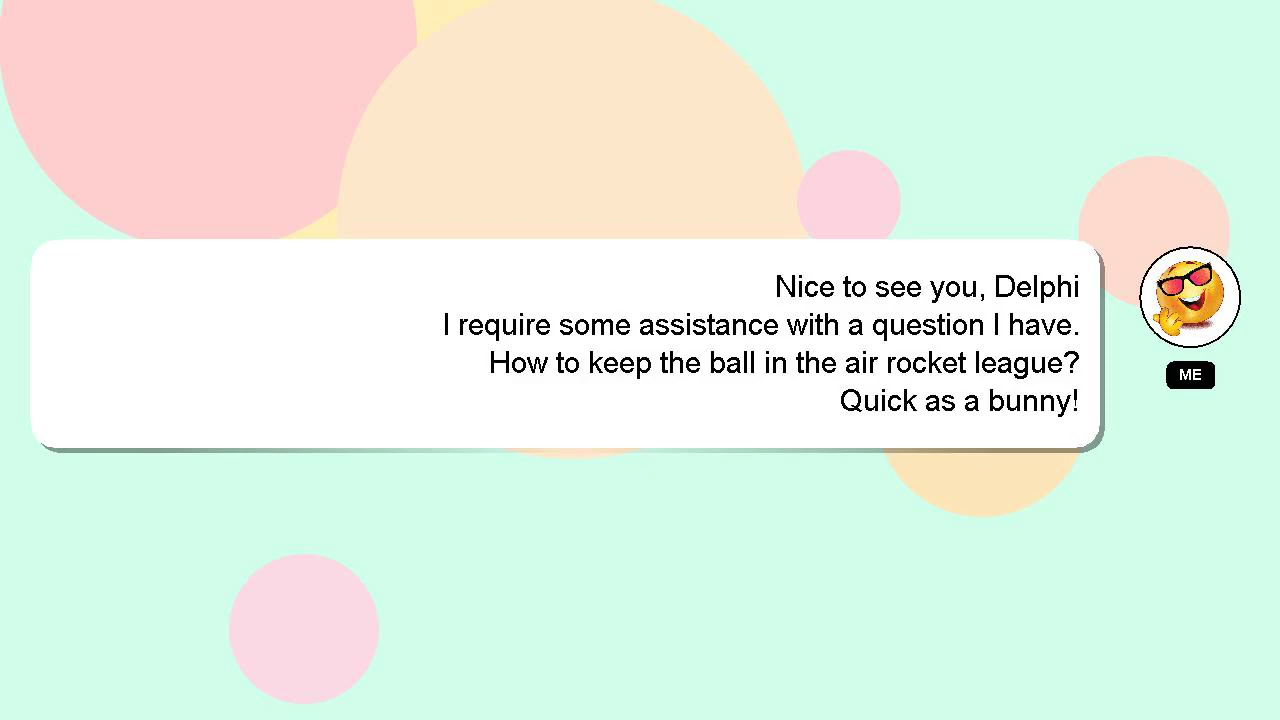 Nice to see you, Delphi
I require some assistance with a question I have.
How to keep the ball in the air rocket league?
Quick as a bunny!
ME